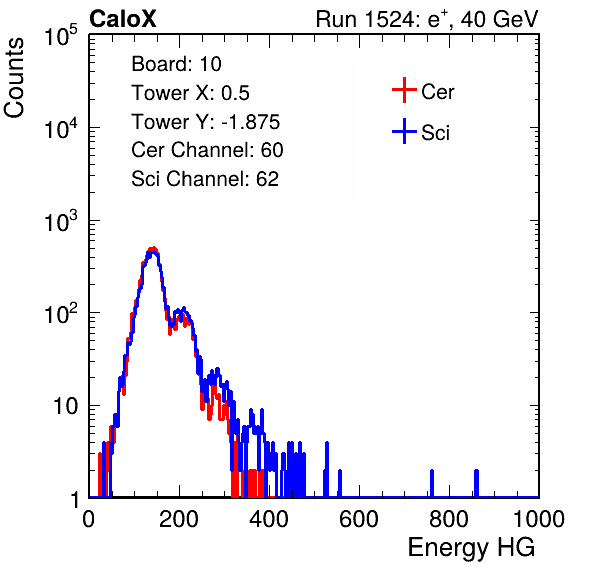 CaloX Run 1524: e⁺, 40 GeV
Counts
Board: 10
Tower X: 0.5
Tower Y: -1.875
Cer Channel: 60
Sci Channel: 62
Cer
Sci
10⁵
10⁴
10³
10²
10
1
0 200 400 600 800 1000
Energy HG